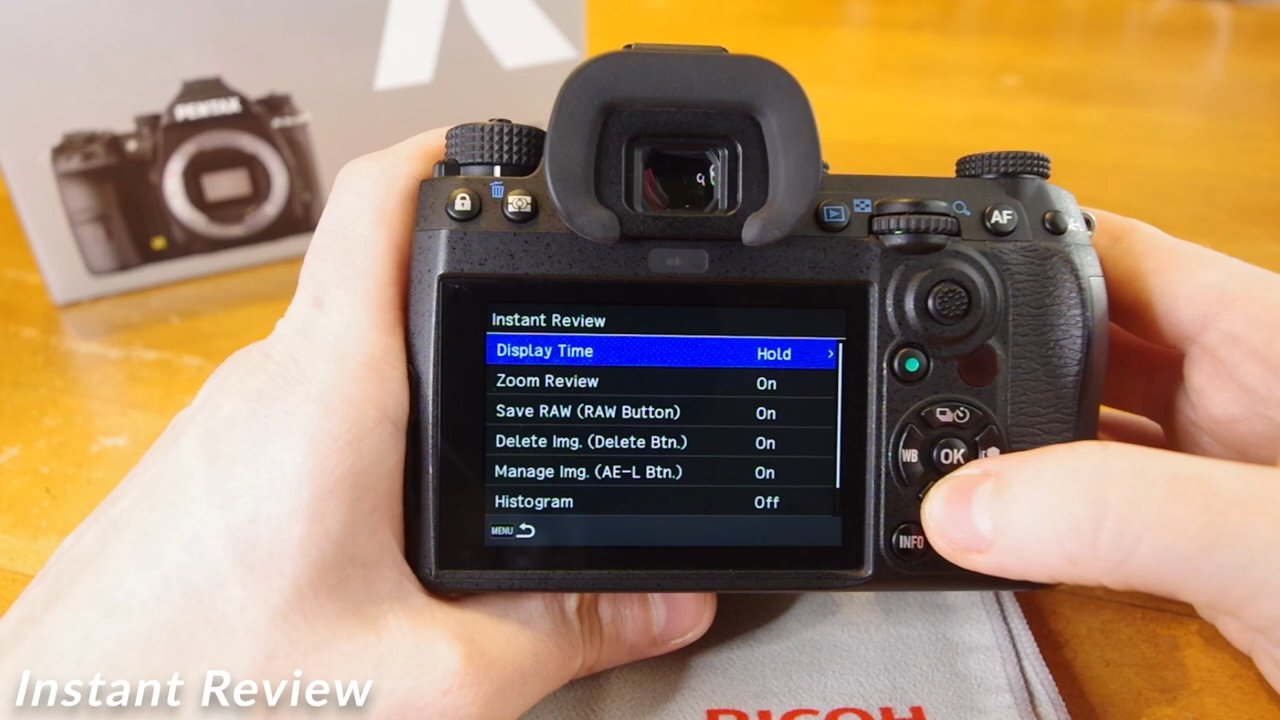 PENTAX
AF
Instant Review
Display Time Hold
Zoom Review On
Save RAW (RAW Button) On
Delete Img. (Delete Btn.) On
Manage Img. (AE-L Btn.) On
Histogram Off
MENU
WB
OK
INFO
Instant Review
RICOH